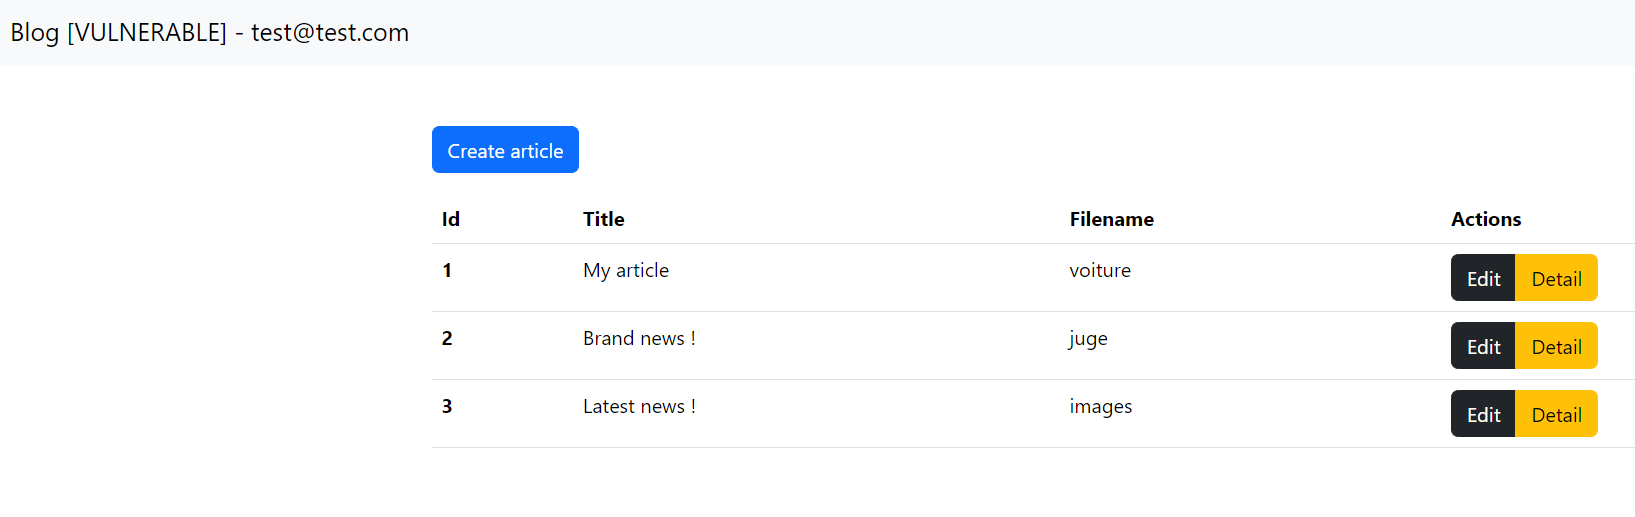 Blog [VULNERABLE] - test@test.com
Create article
Id Title Filename Actions
1 My article voiture Edit Detail
2 Brand news ! juge Edit Detail
3 Latest news ! images Edit Detail